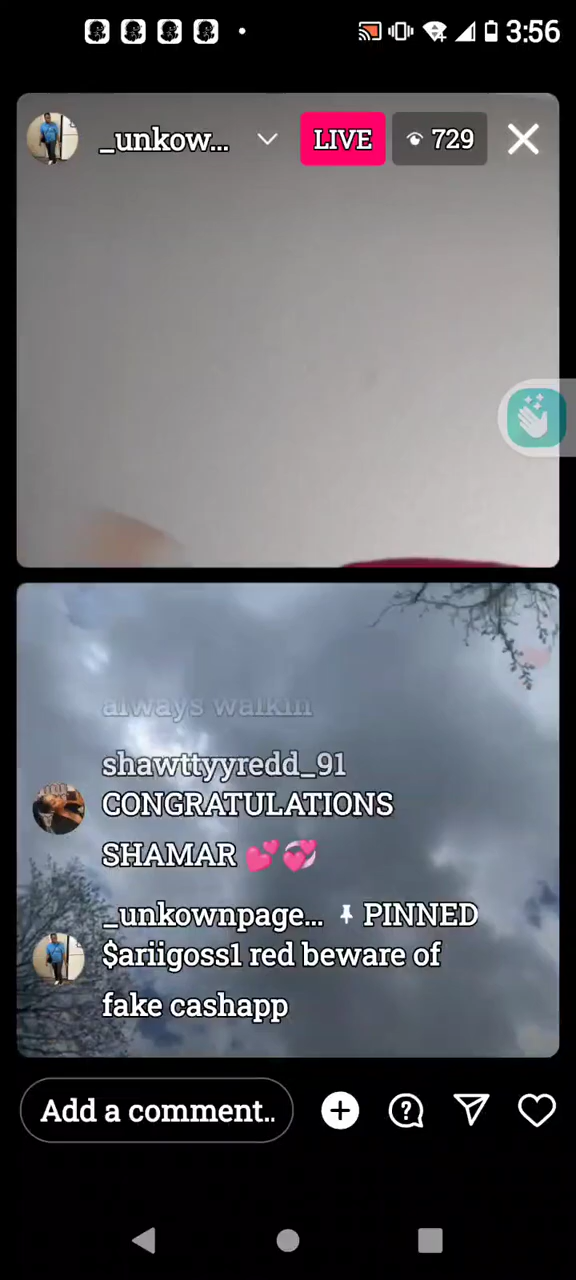 3:56
_unkow...
LIVE
729
always walkin
shawttyyredd_91
CONGRATULATIONS
SHAMAR 💕💞
_unkownpage... PINNED
$ariigoss1 red beware of
fake cashapp
Add a comment..